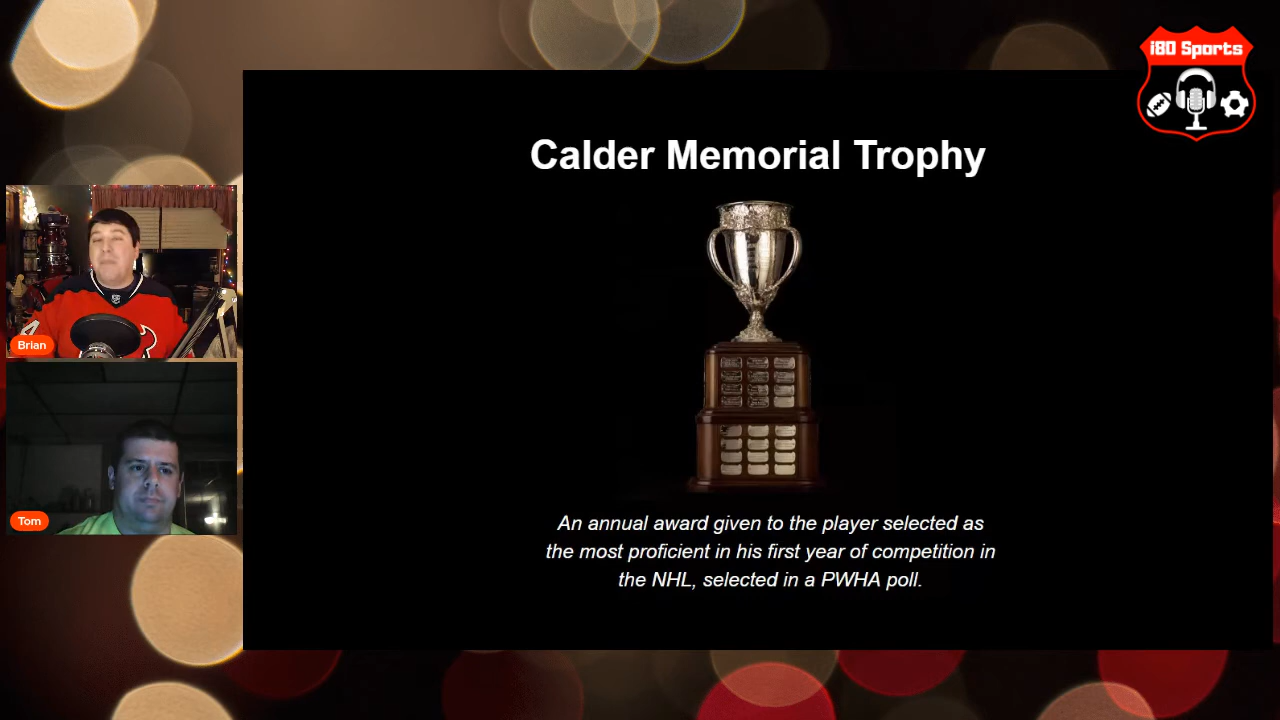 i80 Sports
Calder Memorial Trophy
Brian
Tom
An annual award given to the player selected as
the most proficient in his first year of competition in
the NHL, selected in a PWHA poll.